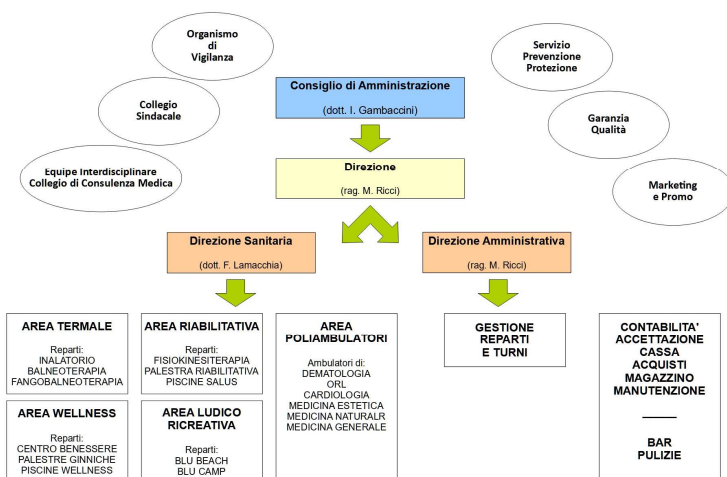 Organismo
di
Vigilanza
Collegio
Sindacale
Equipe Interdisciplinare
Collegio di Consulenza Medica
Consiglio di Amministrazione
(dott. I. Gambaccini)
Servizio
Prevenzione
Protezione
Garanzia
Qualità
Marketing
e Promo
Direzione
(rag. M. Ricci)
Direzione Sanitaria
(dott. F. Lamacchia)
Direzione Amministrativa
(rag. M. Ricci)
AREA TERMALE
Reparti:
INALATORIO
BALNEOTERAPIA
FANGOBALNEOTERAPIA
AREA RIABILITATIVA
Reparti:
FISIOKINESITERAPIA
PALESTRA RIABILITATIVA
PISCINE SALUS
AREA
POLIAMBULATORI
Ambulatori di:
DEMATOLOGIA
ORL
CARDIOLOGIA
MEDICINA ESTETICA
MEDICINA NATURALR
MEDICINA GENERALE
GESTIONE
REPARTI
E TURNI
CONTABILITA'
ACCETTAZIONE
CASSA
ACQUISTI
MAGAZZINO
MANUTENZIONE
BAR
PULIZIE
AREA WELLNESS
Reparti:
CENTRO BENESSERE
PALESTRE GINNICHE
PISCINE WELLNESS
AREA LUDICO
RICREATIVA
Reparti:
BLU BEACH
BLU CAMP